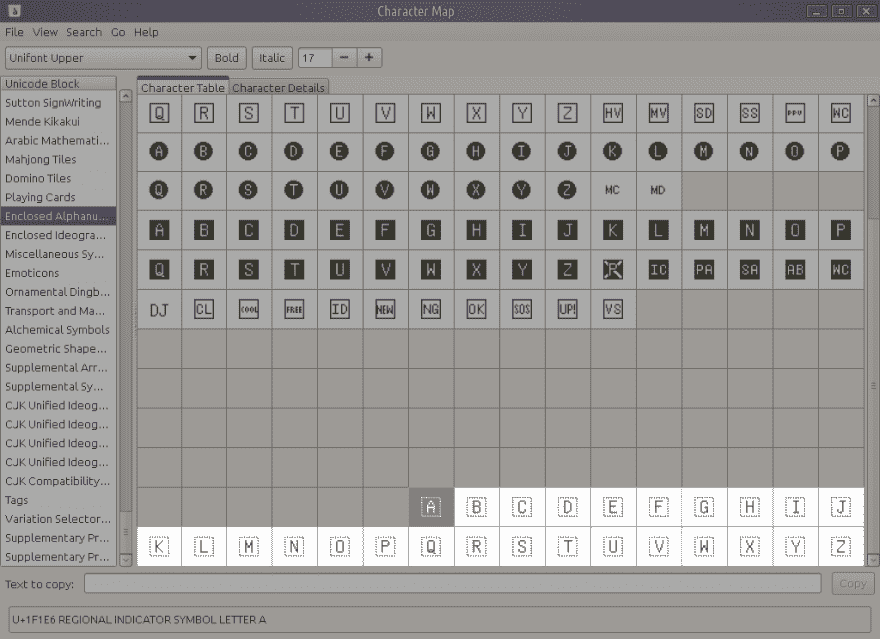 Character Map
File View Search Go Help
Unifont Upper Bold Italic 17 − +
Unicode Block
Sutton SignWriting
Mende Kikakui
Arabic Mathemati...
Mahjong Tiles
Domino Tiles
Playing Cards
Enclosed Alphanu...
Enclosed Ideogra...
Miscellaneous Sy...
Emoticons
Ornamental Dingb...
Transport and Ma...
Alchemical Symbols
Geometric Shape...
Supplemental Arr...
Supplemental Sy...
CJK Unified Ideog...
CJK Unified Ideog...
CJK Unified Ideog...
CJK Unified Ideog...
CJK Compatibility...
Tags
Variation Selector...
Supplementary Pr...
Supplementary Pr...
Character Table Character Details
Q R S T U V W X Y Z HV MV SD SS PPV WC
A B C D E F G H I J K L M N O P
Q R S T U V W X Y Z MC MD
A B C D E F G H I J K L M N O P
Q R S T U V W X Y Z P IC PA SA AB WC
DJ CL COOL FREE ID NEW NG OK SOS UP! VS
A B C D E F G H I J
K L M N O P Q R S T U V W X Y Z
Text to copy: Copy
U+1F1E6 REGIONAL INDICATOR SYMBOL LETTER A